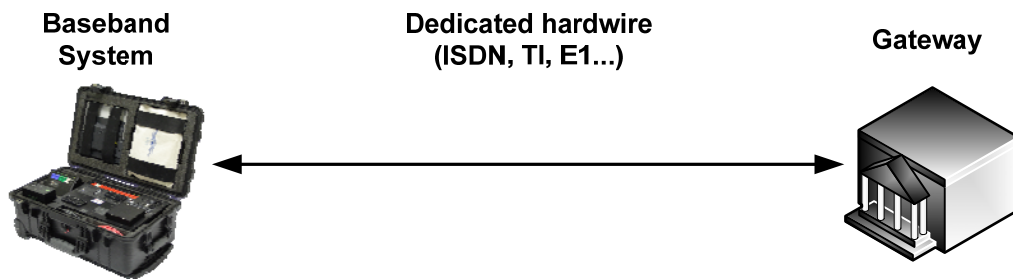 Baseband
System
Dedicated hardwire
(ISDN, TI, E1...)
Gateway